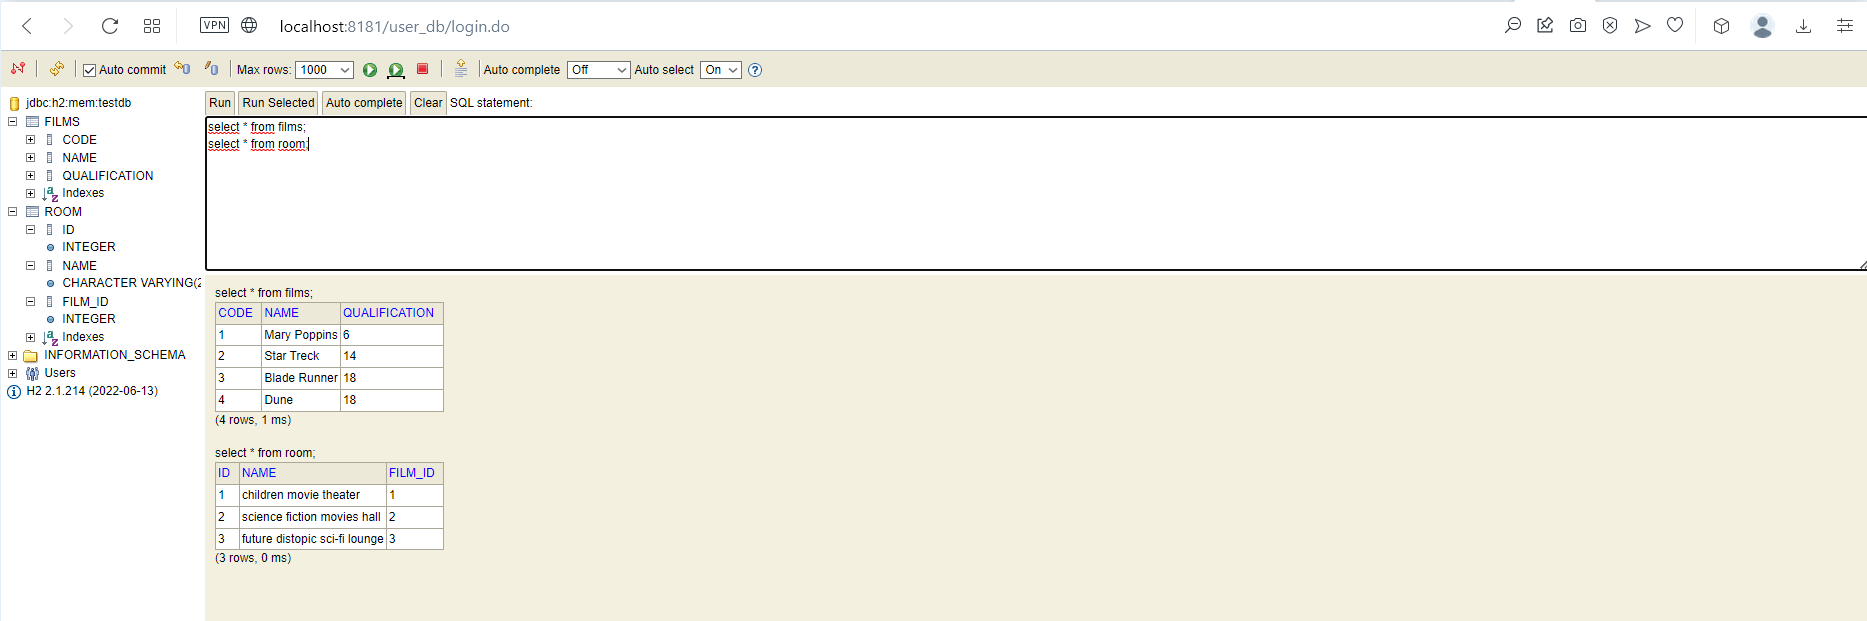 VPN localhost:8181/user_db/login.do
Auto commit Max rows: 1000 Auto complete Off Auto select On ?
jdbc:h2:mem:testdb
FILMS
CODE
NAME
QUALIFICATION
Indexes
ROOM
ID
INTEGER
NAME
CHARACTER VARYING(2
FILM_ID
INTEGER
Indexes
INFORMATION_SCHEMA
Users
H2 2.1.214 (2022-06-13)
Run Run Selected Auto complete Clear SQL statement:
select * from films;
select * from room;
select * from films;
CODE NAME QUALIFICATION
1 Mary Poppins 6
2 Star Treck 14
3 Blade Runner 18
4 Dune 18
(4 rows, 1 ms)
select * from room;
ID NAME FILM_ID
1 children movie theater 1
2 science fiction movies hall 2
3 future distopic sci-fi lounge 3
(3 rows, 0 ms)